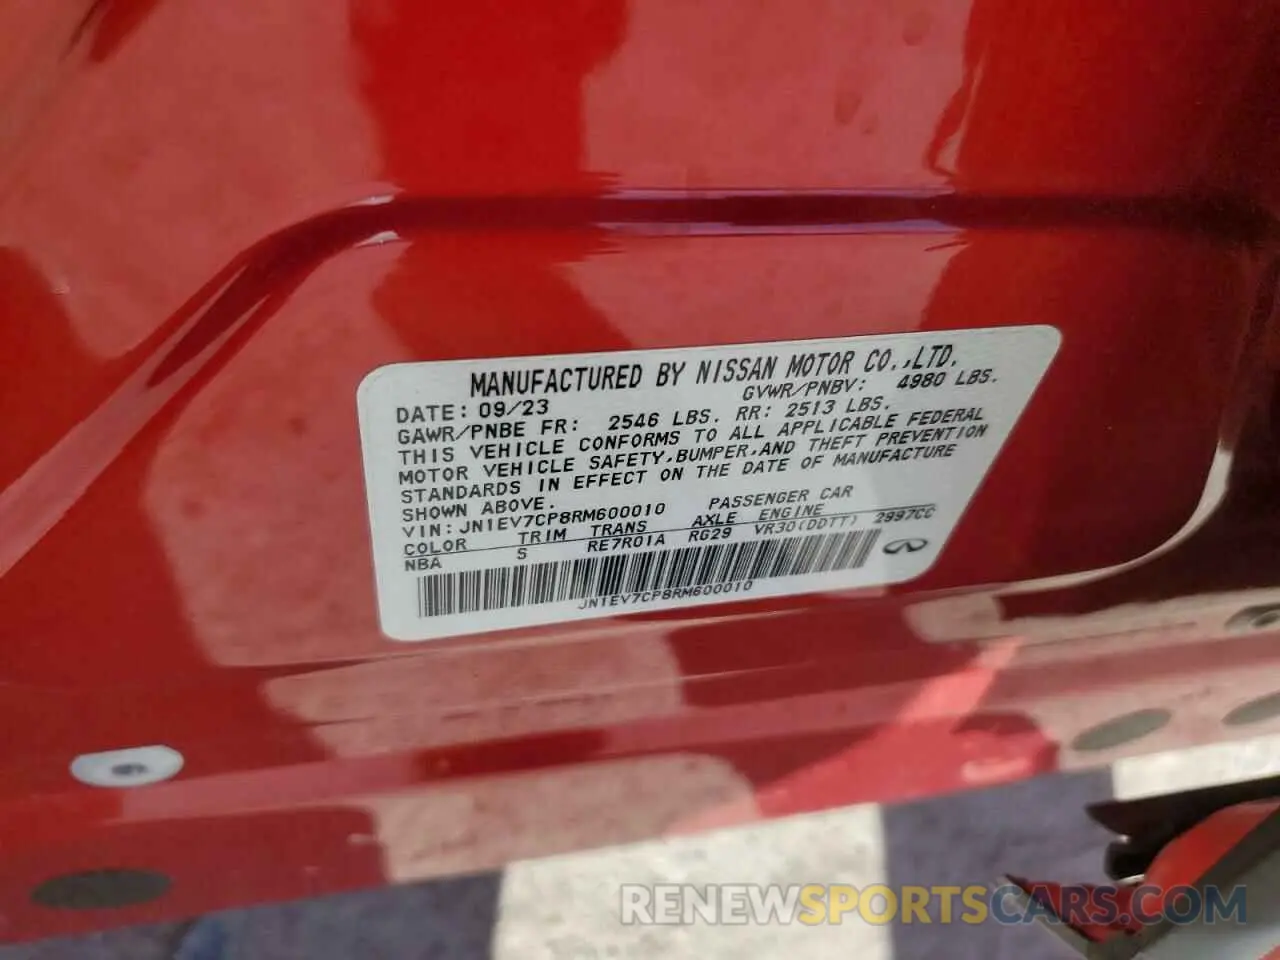 MANUFACTURED BY NISSAN MOTOR CO.,LTD.
DATE: 09/23 GVWR/PNBV: 4980 LBS.
GAWR/PNBE FR: 2546 LBS. RR: 2513 LBS.
THIS VEHICLE CONFORMS TO ALL APPLICABLE FEDERAL
MOTOR VEHICLE SAFETY,BUMPER,AND THEFT PREVENTION
STANDARDS IN EFFECT ON THE DATE OF MANUFACTURE
SHOWN ABOVE.
VIN: JN1EV7CP8RM600010 PASSENGER CAR
COLOR TRIM TRANS AXLE ENGINE
NBA S RE7R01A RG29 VR30(DDTT) 2997CC
JN1EV7CP8RM600010
RENEWSPORTSCARS.COM